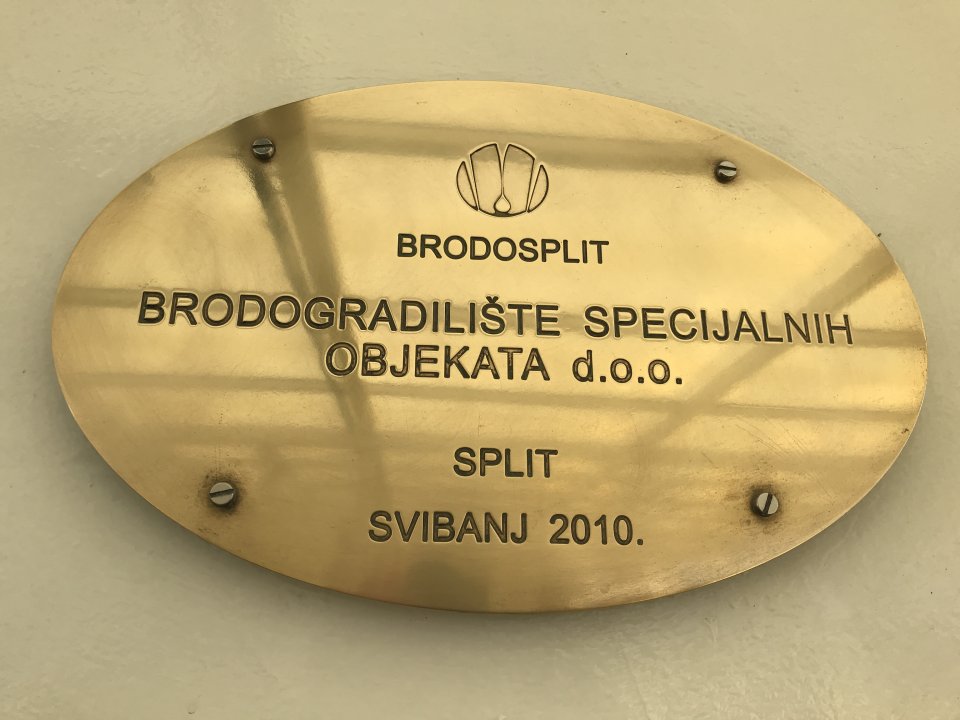 BRODOSPLIT
BRODOGRADILIŠTE SPECIJALNIH
OBJEKATA d.o.o.
SPLIT
SVIBANJ 2010.